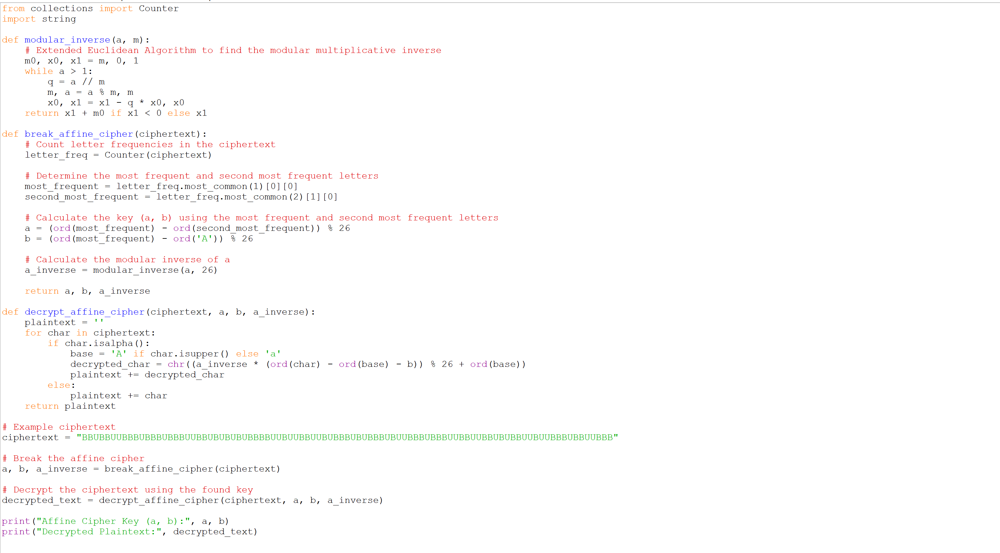 from collections import Counter
import string
def modular_inverse(a, m):
    # Extended Euclidean Algorithm to find the modular multiplicative inverse
    m0, x0, x1 = m, 0, 1
    while a > 1:
        q = a // m
        m, a = a % m, m
        x0, x1 = x1 - q * x0, x0
    return x1 + m0 if x1 < 0 else x1
def break_affine_cipher(ciphertext):
    # Count letter frequencies in the ciphertext
    letter_freq = Counter(ciphertext)
    # Determine the most frequent and second most frequent letters
    most_frequent = letter_freq.most_common(1)[0][0]
    second_most_frequent = letter_freq.most_common(2)[1][0]
    # Calculate the key (a, b) using the most frequent and second most frequent letters
    a = (ord(most_frequent) - ord(second_most_frequent)) % 26
    b = (ord(most_frequent) - ord('A')) % 26
    # Calculate the modular inverse of a
    a_inverse = modular_inverse(a, 26)
    return a, b, a_inverse
def decrypt_affine_cipher(ciphertext, a, b, a_inverse):
    plaintext = ''
    for char in ciphertext:
        if char.isalpha():
            base = 'A' if char.isupper() else 'a'
            decrypted_char = chr((a_inverse * (ord(char) - ord(base) - b)) % 26 + ord(base))
            plaintext += decrypted_char
        else:
            plaintext += char
    return plaintext
# Example ciphertext
ciphertext = "BBUBBUUBBBUBBBUBBBUUBBUBUBUBUBBBBUUBUUBBUUBUBBBUBUBBBUBUUBBBUBBBUUBBUUBBUBUBBUUBUUBBBUBBUUBBB"
# Break the affine cipher
a, b, a_inverse = break_affine_cipher(ciphertext)
# Decrypt the ciphertext using the found key
decrypted_text = decrypt_affine_cipher(ciphertext, a, b, a_inverse)
print("Affine Cipher Key (a, b):", a, b)
print("Decrypted Plaintext:", decrypted_text)